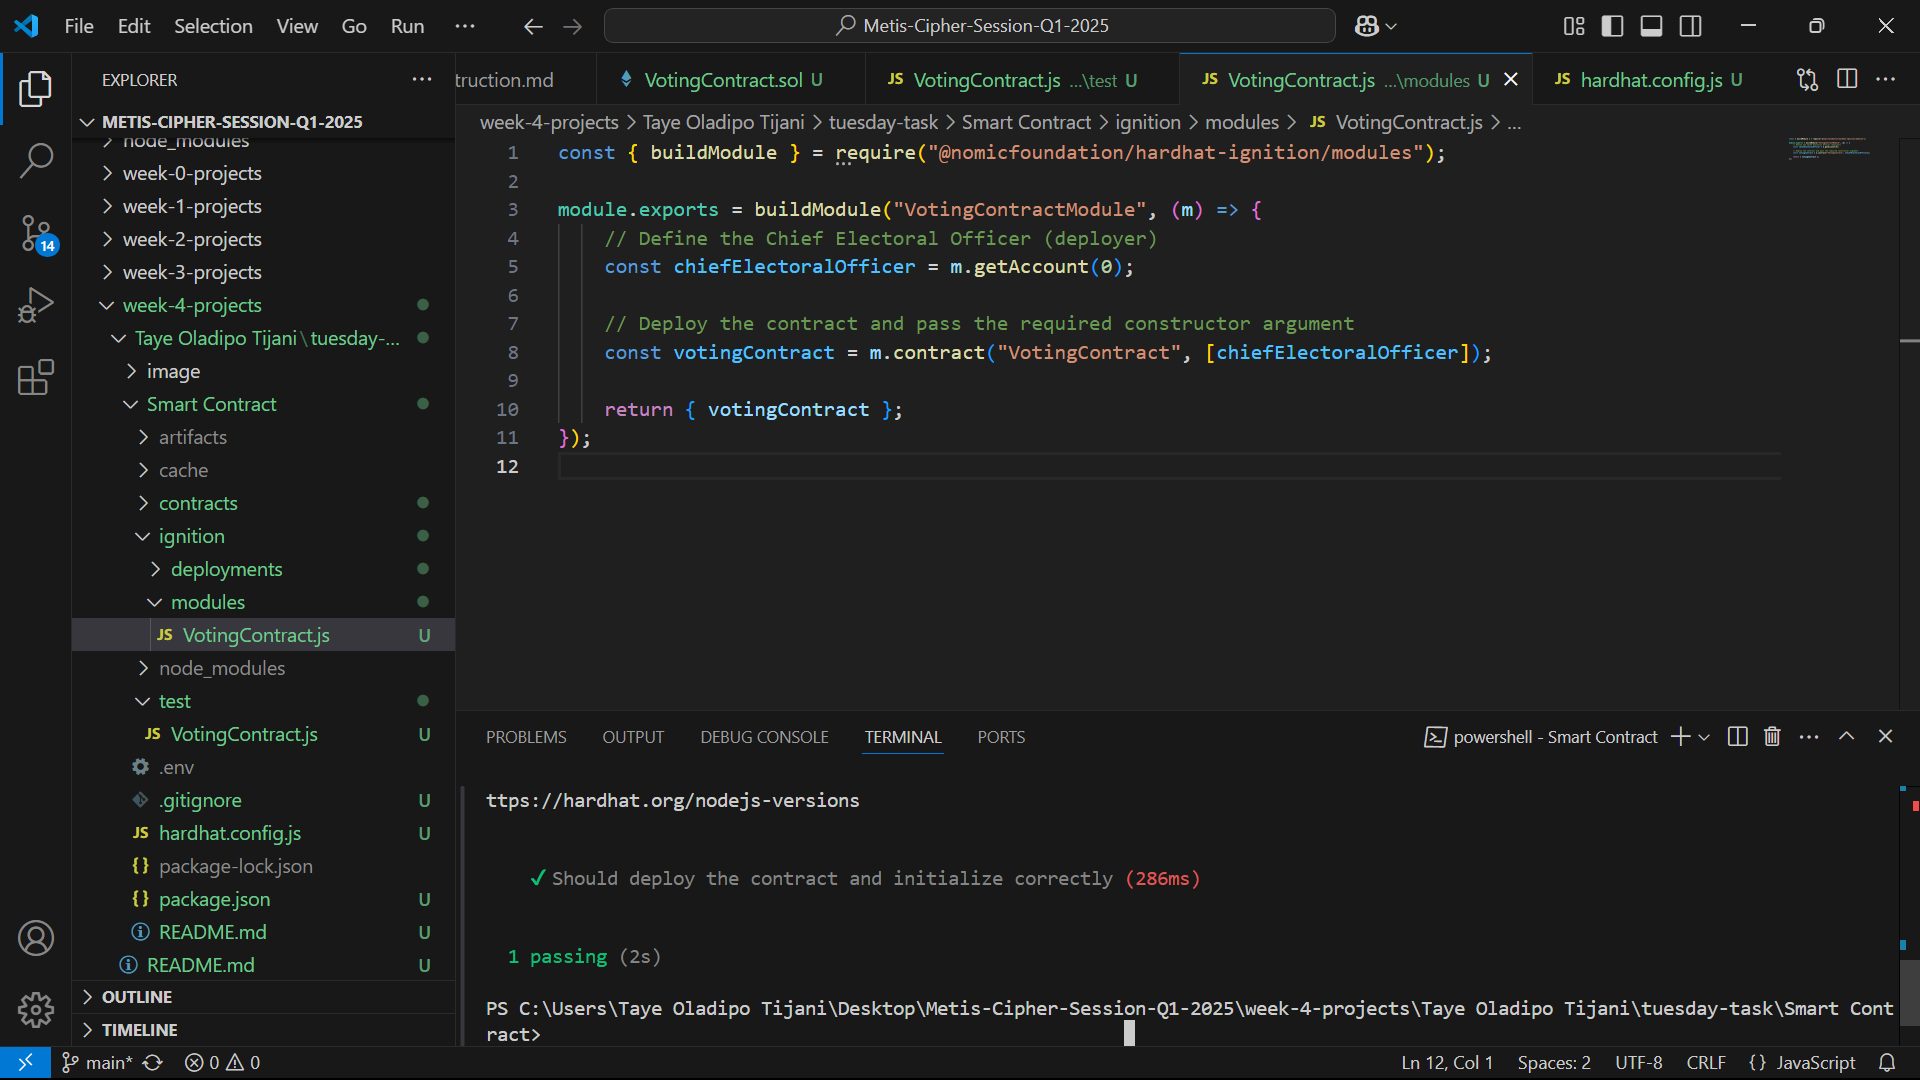 File Edit Selection View Go Run ...
Metis-Cipher-Session-Q1-2025
EXPLORER
METIS-CIPHER-SESSION-Q1-2025
node_modules
week-0-projects
week-1-projects
week-2-projects
week-3-projects
week-4-projects
Taye Oladipo Tijani\tuesday-...
image
Smart Contract
artifacts
cache
contracts
ignition
deployments
modules
JS VotingContract.js U
node_modules
test
JS VotingContract.js U
.env
.gitignore U
JS hardhat.config.js U
{} package-lock.json
{} package.json U
README.md U
README.md U
OUTLINE
TIMELINE
14
truction.md
VotingContract.sol U
JS VotingContract.js ...\test U
JS VotingContract.js ...\modules U
JS hardhat.config.js U
week-4-projects > Taye Oladipo Tijani > tuesday-task > Smart Contract > ignition > modules > JS VotingContract.js > ...
1 const { buildModule } = require("@nomicfoundation/hardhat-ignition/modules");
2
3 module.exports = buildModule("VotingContractModule", (m) => {
4 // Define the Chief Electoral Officer (deployer)
5 const chiefElectoralOfficer = m.getAccount(0);
6
7 // Deploy the contract and pass the required constructor argument
8 const votingContract = m.contract("VotingContract", [chiefElectoralOfficer]);
9
10 return { votingContract };
11 });
12
PROBLEMS OUTPUT DEBUG CONSOLE TERMINAL PORTS
powershell - Smart Contract
ttps://hardhat.org/nodejs-versions
✓ Should deploy the contract and initialize correctly (286ms)
1 passing (2s)
PS C:\Users\Taye Oladipo Tijani\Desktop\Metis-Cipher-Session-Q1-2025\week-4-projects\Taye Oladipo Tijani\tuesday-task\Smart Cont
ract>
main* 0 0
Ln 12, Col 1 Spaces: 2 UTF-8 CRLF {} JavaScript